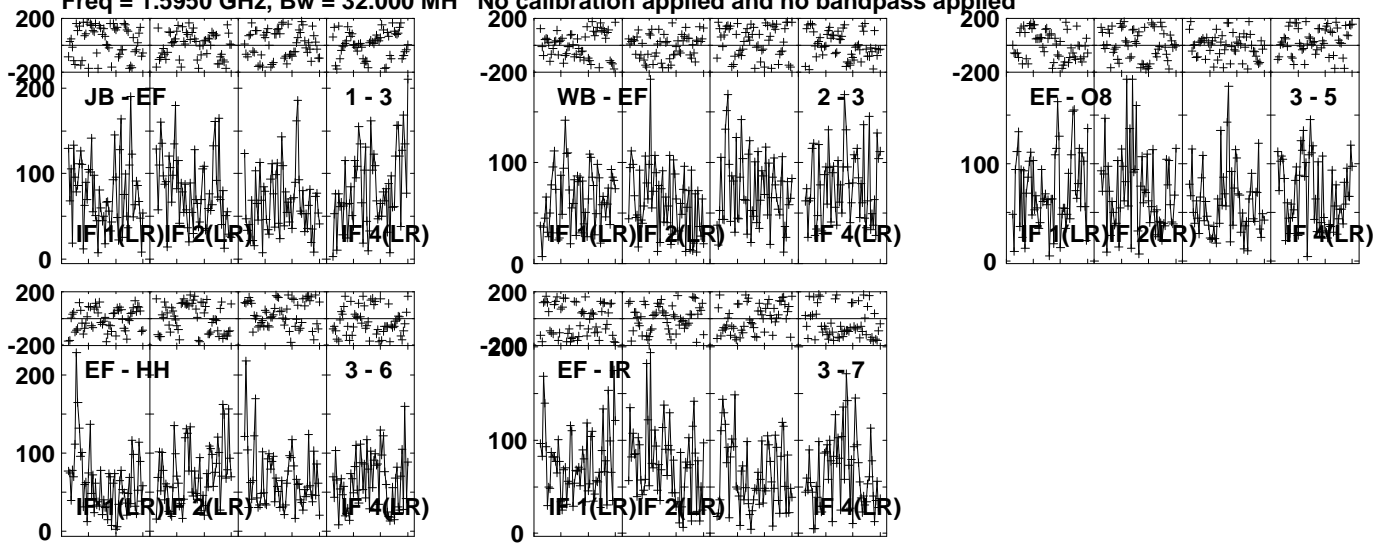 Freq = 1.5950 GHz, Bw = 32.000 MH No calibration applied and no bandpass applied
200
-200
200
JB - EF 1 - 3
100
IF 1(LR) IF 2(LR) IF 4(LR)
0
200
-200
WB - EF 2 - 3
100
IF 1(LR) IF 2(LR) IF 4(LR)
0
200
-200
EF - O8 3 - 5
100
IF 1(LR) IF 2(LR) IF 4(LR)
0
200
-200
EF - HH 3 - 6
200
100
IF 1(LR) IF 2(LR) IF 4(LR)
0
200
-200
200
EF - IR 3 - 7
100
IF 1(LR) IF 2(LR) IF 4(LR)
0